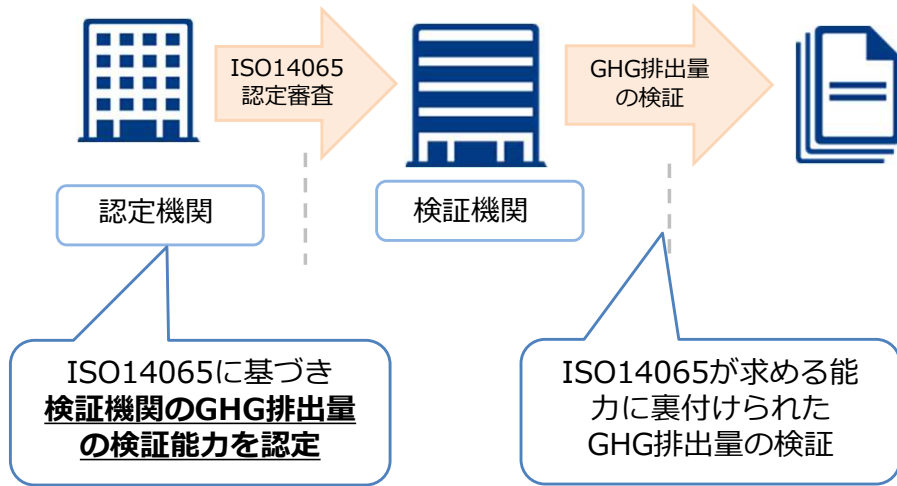 ISO14065
認定審査
GHG排出量
の検証
認定機関
検証機関
ISO14065に基づき
検証機関のGHG排出量
の検証能力を認定
ISO14065が求める能
力に裏付けられた
GHG排出量の検証